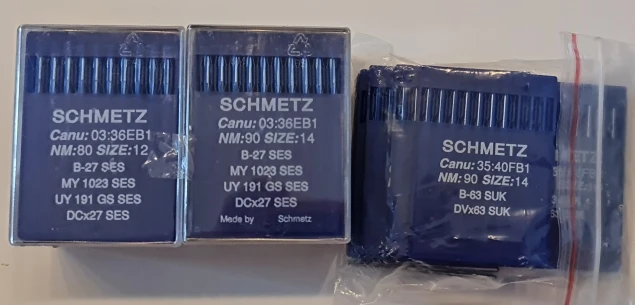 SCHMETZ
Canu: 03:36EB1
NM:80 SIZE:12
B-27 SES
MY 1023 SES
UY 191 GS SES
DCx27 SES
SCHMETZ
Canu: 03:36EB1
NM:90 SIZE:14
B-27 SES
MY 1023 SES
UY 191 GS SES
DCx27 SES
Made by Schmetz
SCHMETZ
Canu: 35:40FB1
NM:90 SIZE:14
B-63 SUK
DVx63 SUK
METZ